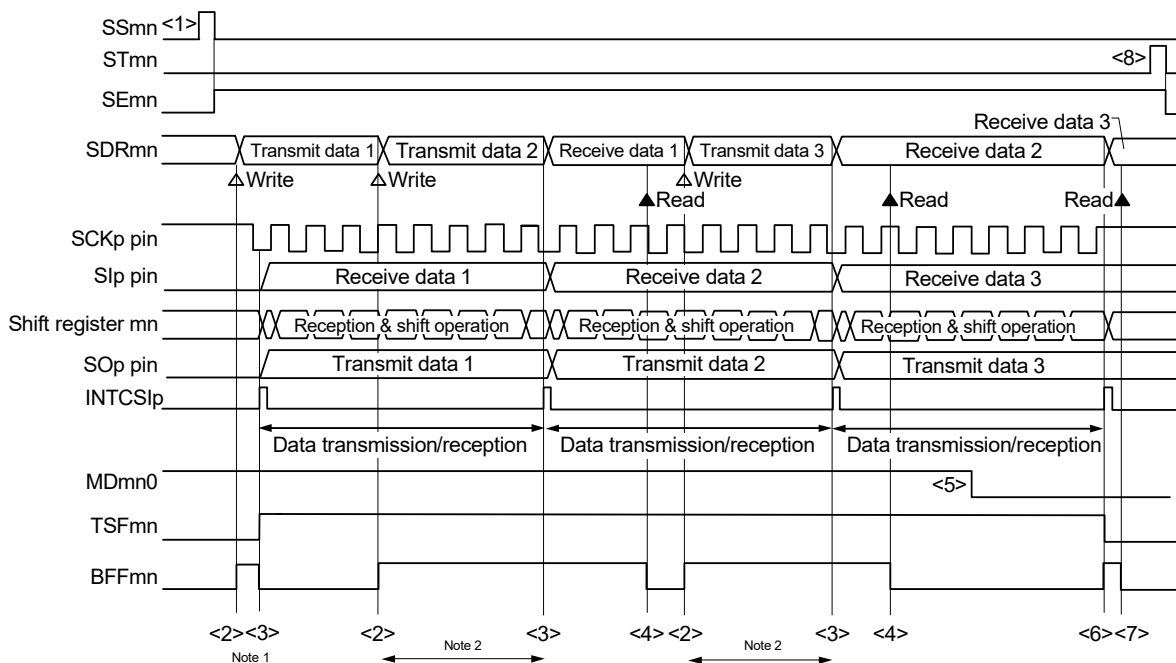 SSmn <1>
STmn <8>
SEmn
Receive data 3
SDRmn Transmit data 1 Transmit data 2 Receive data 1 Transmit data 3 Receive data 2
Write Write Write
Read Read Read
SCKp pin
SIp pin Receive data 1 Receive data 2 Receive data 3
Shift register mn Reception & shift operation Reception & shift operation Reception & shift operation
SOp pin Transmit data 1 Transmit data 2 Transmit data 3
INTCSIp
Data transmission/reception Data transmission/reception Data transmission/reception
MDmn0 <5>
TSFmn
BFFmn
<2> <3> <2> <3> <4> <2> <3> <4> <6> <7>
Note 1 Note 2 Note 2